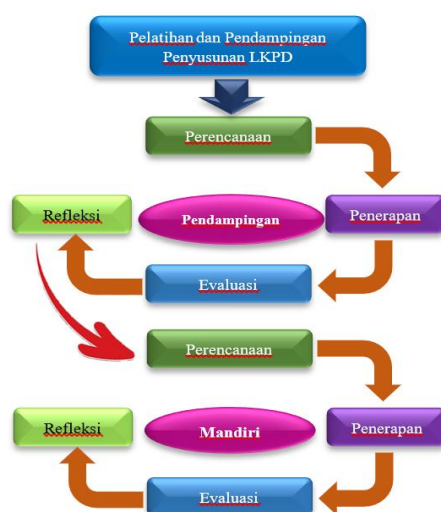 Pelatihan dan Pendampingan
Penyusunan LKPD
Perencanaan
Refleksi
Pendampingan
Penerapan
Evaluasi
Perencanaan
Refleksi
Mandiri
Penerapan
Evaluasi